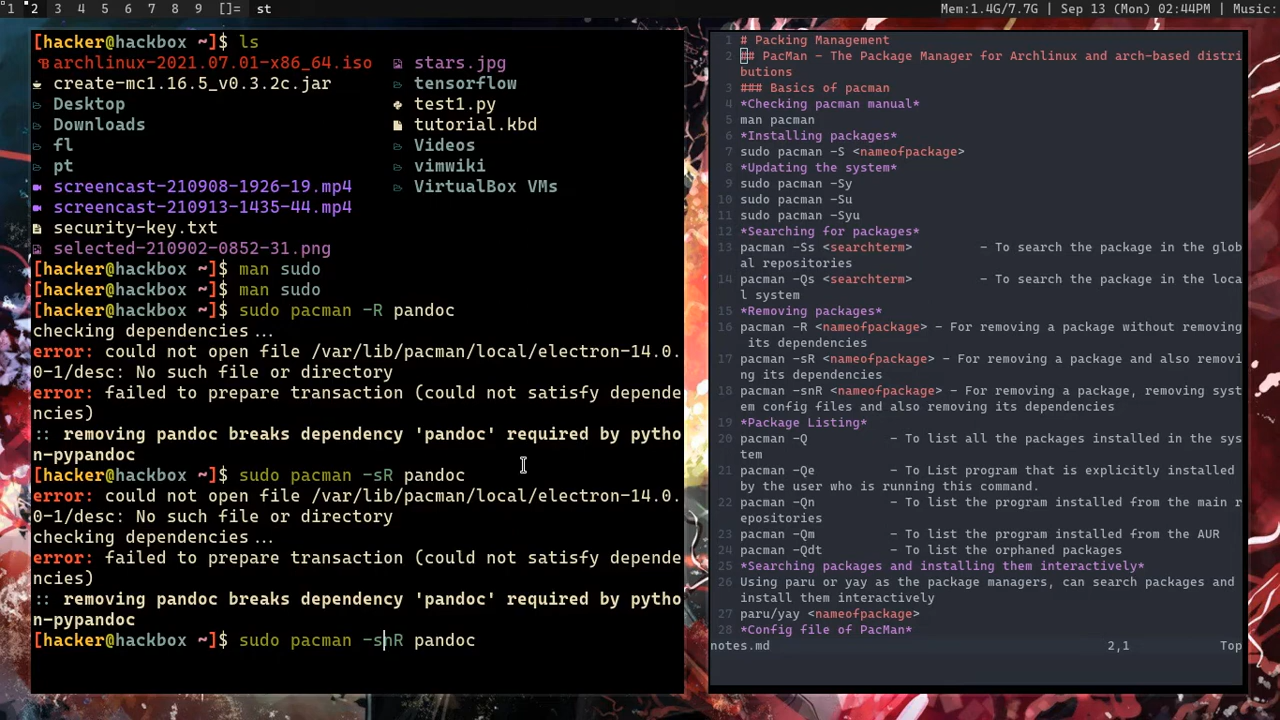 1 2 3 4 5 6 7 8 9 []= st Mem:1.4G/7.7G | Sep 13 (Mon) 02:44PM | Music:
[hacker@hackbox ~]$ ls
archlinux-2021.07.01-x86_64.iso stars.jpg
create-mc1.16.5_v0.3.2c.jar tensorflow
Desktop test1.py
Downloads tutorial.kbd
fl Videos
pt vimwiki
screencast-210908-1926-19.mp4 VirtualBox VMs
screencast-210913-1435-44.mp4
security-key.txt
selected-210902-0852-31.png
[hacker@hackbox ~]$ man sudo
[hacker@hackbox ~]$ man sudo
[hacker@hackbox ~]$ sudo pacman -R pandoc
checking dependencies...
error: could not open file /var/lib/pacman/local/electron-14.0.
0-1/desc: No such file or directory
error: failed to prepare transaction (could not satisfy depende
ncies)
:: removing pandoc breaks dependency 'pandoc' required by pytho
n-pypandoc
[hacker@hackbox ~]$ sudo pacman -sR pandoc
error: could not open file /var/lib/pacman/local/electron-14.0.
0-1/desc: No such file or directory
checking dependencies...
error: failed to prepare transaction (could not satisfy depende
ncies)
:: removing pandoc breaks dependency 'pandoc' required by pytho
n-pypandoc
[hacker@hackbox ~]$ sudo pacman -snR pandoc
1 # Packing Management
2 ## PacMan - The Package Manager for Archlinux and arch-based distri
butions
3 ### Basics of pacman
4 *Checking pacman manual*
5 man pacman
6 *Installing packages*
7 sudo pacman -S <nameofpackage>
8 *Updating the system*
9 sudo pacman -Sy
10 sudo pacman -Su
11 sudo pacman -Syu
12 *Searching for packages*
13 pacman -Ss <searchterm> - To search the package in the glob
al repositories
14 pacman -Qs <searchterm> - To search the package in the loca
l system
15 *Removing packages*
16 pacman -R <nameofpackage> - For removing a package without removing
its dependencies
17 pacman -sR <nameofpackage> - For removing a package and also removi
ng its dependencies
18 pacman -snR <nameofpackage> - For removing a package, removing syst
em config files and also removing its dependencies
19 *Package Listing*
20 pacman -Q - To list all the packages installed in the sys
tem
21 pacman -Qe - To List program that is explicitly installed
by the user who is running this command.
22 pacman -Qn - To list the program installed from the main r
epositories
23 pacman -Qm - To list the program installed from the AUR
24 pacman -Qdt - To list the orphaned packages
25 *Searching packages and installing them interactively*
26 Using paru or yay as the package managers, can search packages and
install them interactively
27 paru/yay <nameofpackage>
28 *Config file of PacMan*
notes.md 2,1 Top